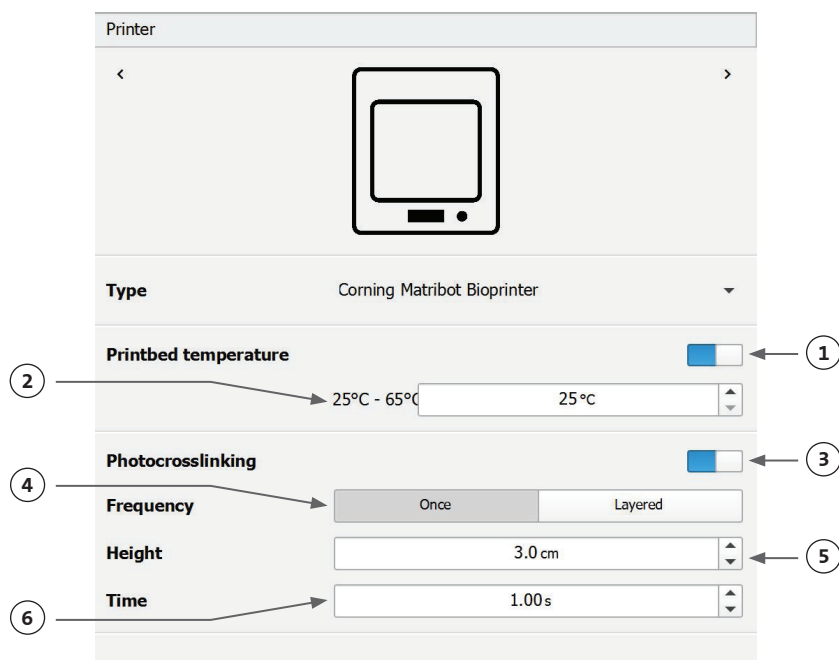 Printer
< >
Type Corning Matribot Bioprinter
Printbed temperature 1
2 25°C - 65°C 25°C
Photocrosslinking 3
4 Frequency Once Layered
Height 3.0 cm 5
6 Time 1.00 s